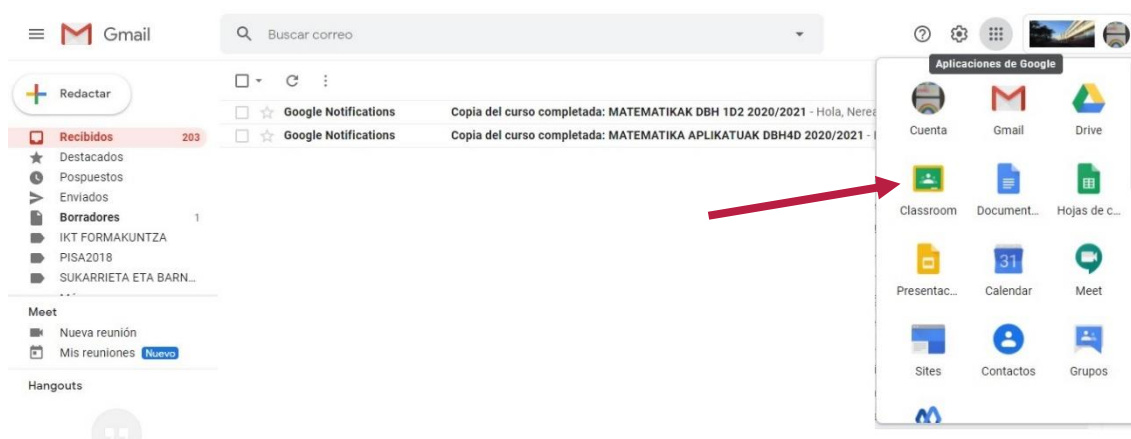 Gmail
Buscar correo
Aplicaciones de Google
Redactar
Recibidos 203
Destacados
Pospuestos
Enviados
Borradores 1
IKT FORMAKUNTZA
PISA2018
SUKARRIETA ETA BARN...
Meet
Nueva reunión
Mis reuniones Nuevo
Hangouts
Google Notifications Copia del curso completada: MATEMATIKAK DBH 1D2 2020/2021 - Hola, Nerea
Google Notifications Copia del curso completada: MATEMATIKA APLIKATUAK DBH4D 2020/2021 -
Cuenta Gmail Drive
Classroom Document... Hojas de c...
31
Presentac... Calendar Meet
Sites Contactos Grupos